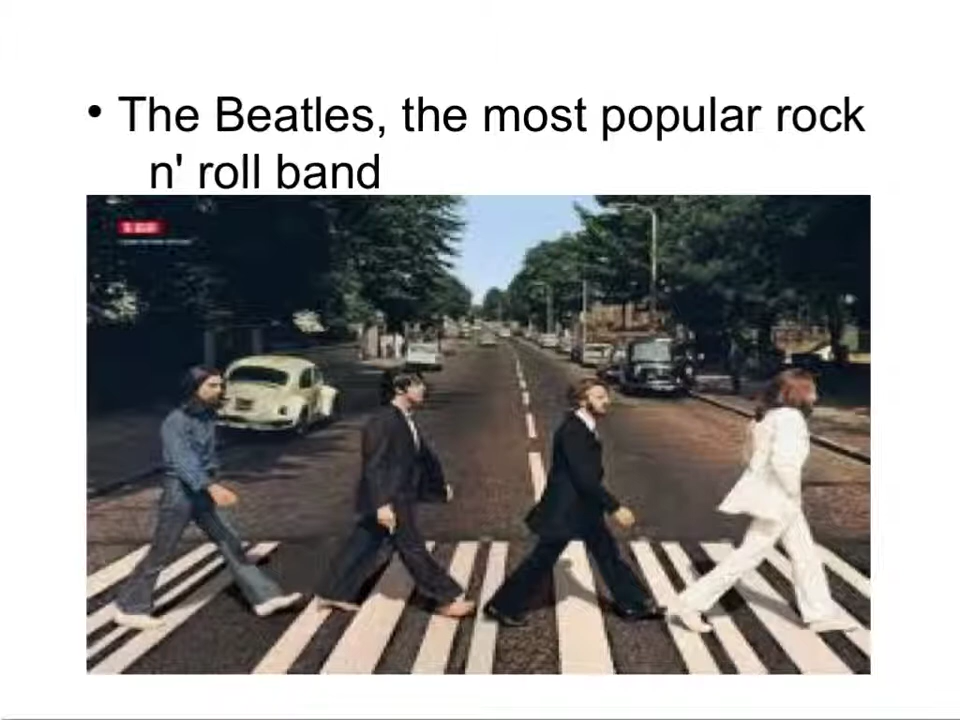 • The Beatles, the most popular rock
n' roll band